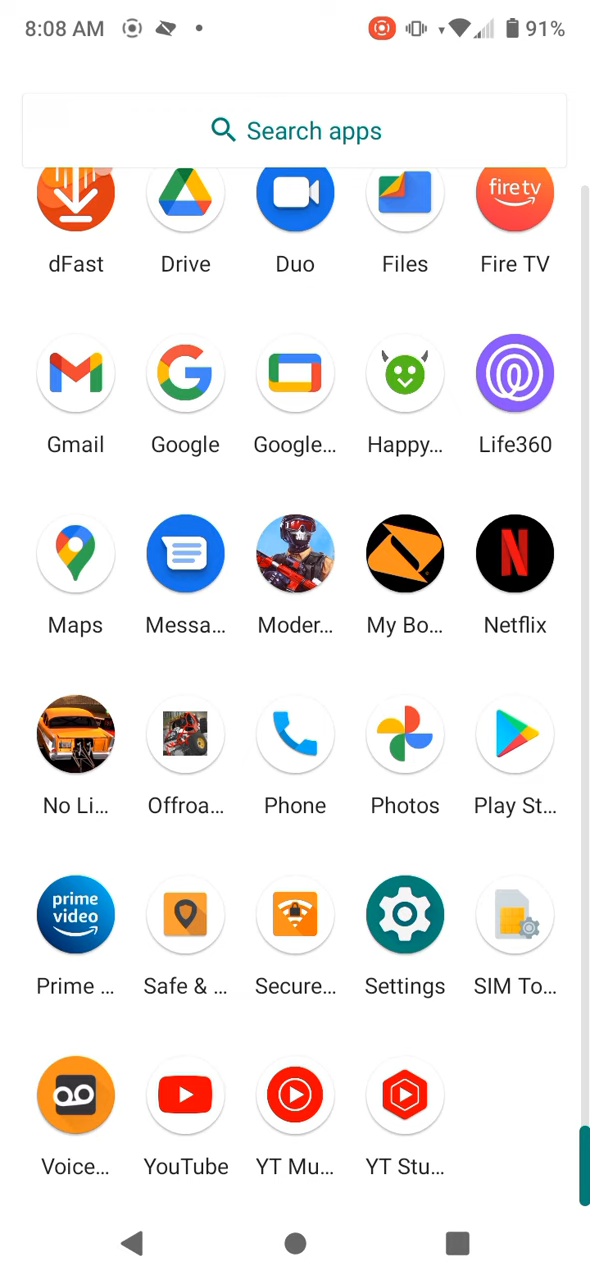 8:08 AM 91%
Search apps
fire tv
dFast Drive Duo Files Fire TV
Gmail Google Google... Happy... Life360
Maps Messa... Moder... My Bo... Netflix
No Li... Offroa... Phone Photos Play St...
prime
video
Prime ... Safe & ... Secure... Settings SIM To...
Voice... YouTube YT Mu... YT Stu...